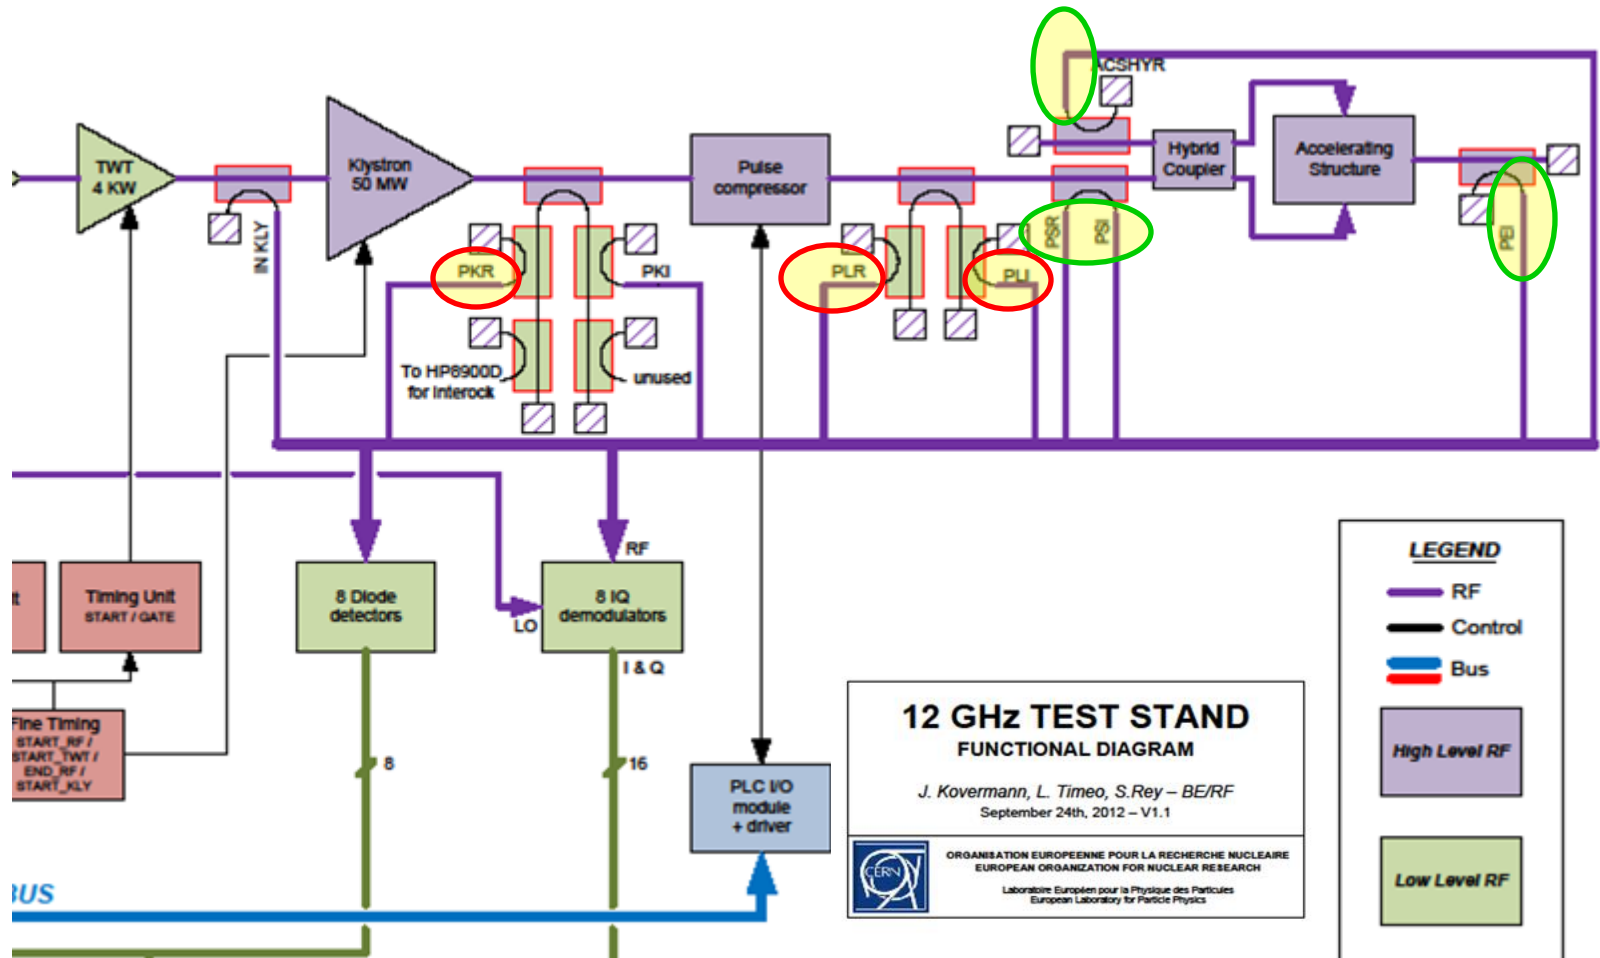 ACSHYR
TWT
4 KW
Klystron
50 MW
Pulse
compressor
Hybrid
Coupler
Accelerating
Structure
IN KLY
PKR
PKI
PLR
PLI
PSR
PSI
PEI
To HP8900D
for Interock
unused
RF
LO
I & Q
Timing Unit
START / GATE
8 Diode
detectors
8 IQ
demodulators
Fine Timing
START_RF /
START_TWT /
END_RF /
START_KLY
8
16
PLC I/O
module
+ driver
BUS
12 GHz TEST STAND
FUNCTIONAL DIAGRAM
J. Kovermann, L. Timeo, S.Rey – BE/RF
September 24th, 2012 – V1.1
CERN
ORGANISATION EUROPEENNE POUR LA RECHERCHE NUCLEAIRE
EUROPEAN ORGANIZATION FOR NUCLEAR RESEARCH
Laboratoire Européen pour la Physique des Particules
European Laboratory for Particle Physics
LEGEND
RF
Control
Bus
High Level RF
Low Level RF